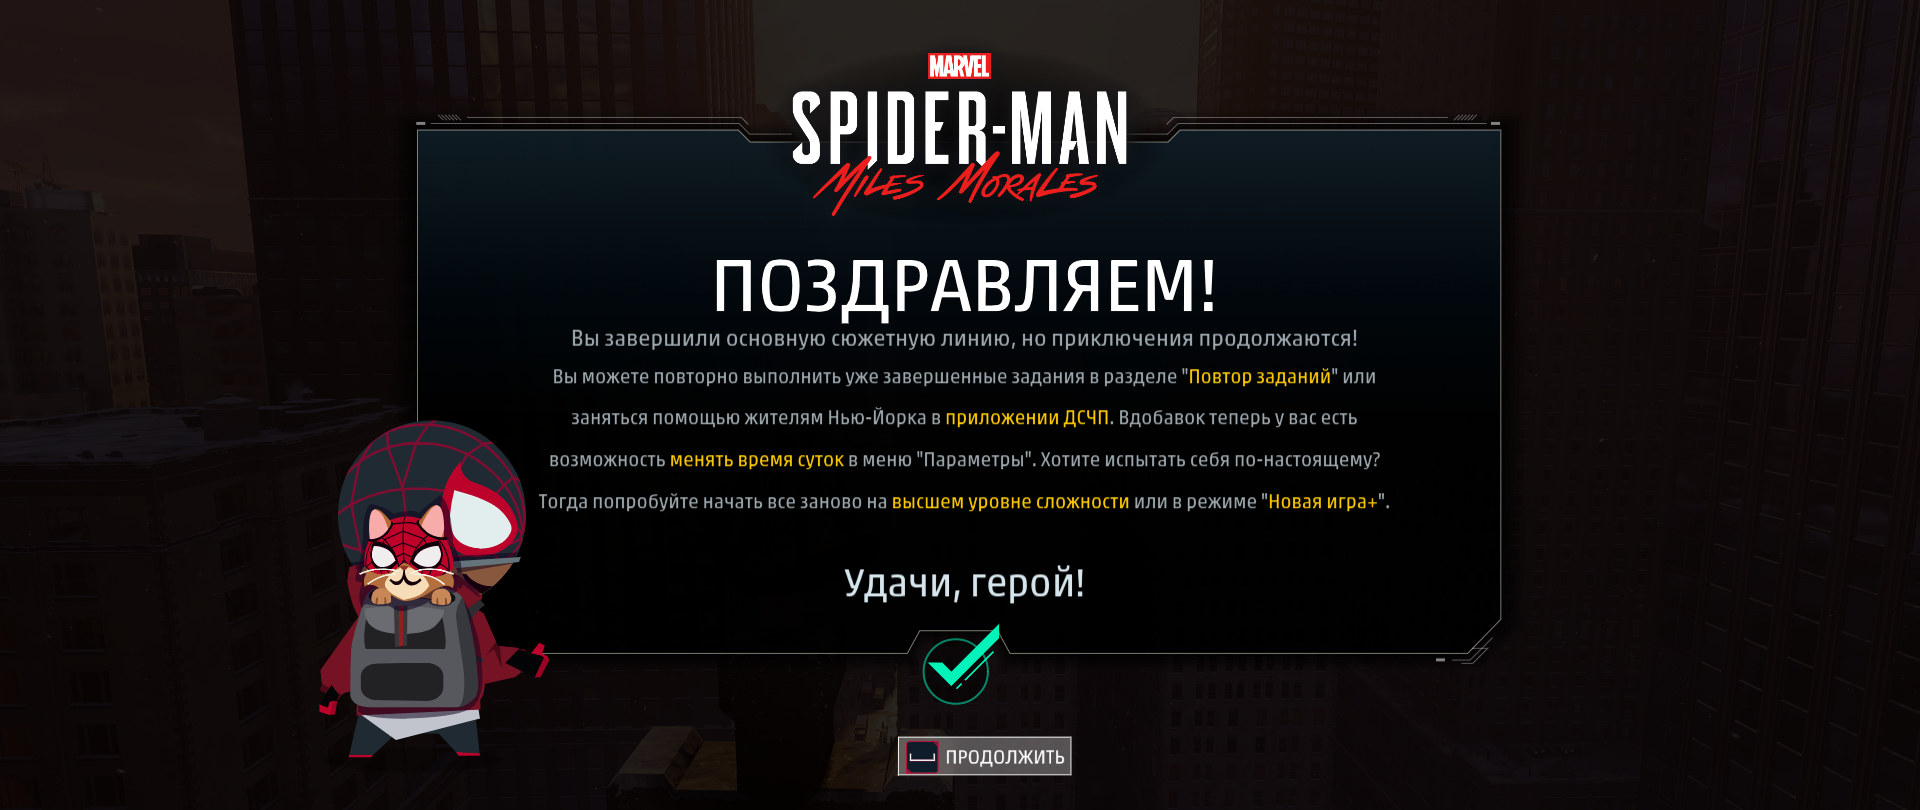 MARVEL
SPIDER-MAN
MILES MORALES
ПОЗДРАВЛЯЕМ!
Вы завершили основную сюжетную линию, но приключения продолжаются!
Вы можете повторно выполнить уже завершенные задания в разделе "Повтор заданий" или
заняться помощью жителям Нью-Йорка в приложении ДСЧП. Вдобавок теперь у вас есть
возможность менять время суток в меню "Параметры". Хотите испытать себя по-настоящему?
Тогда попробуйте начать все заново на высшем уровне сложности или в режиме "Новая игра+".
Удачи, герой!
ПРОДОЛЖИТЬ